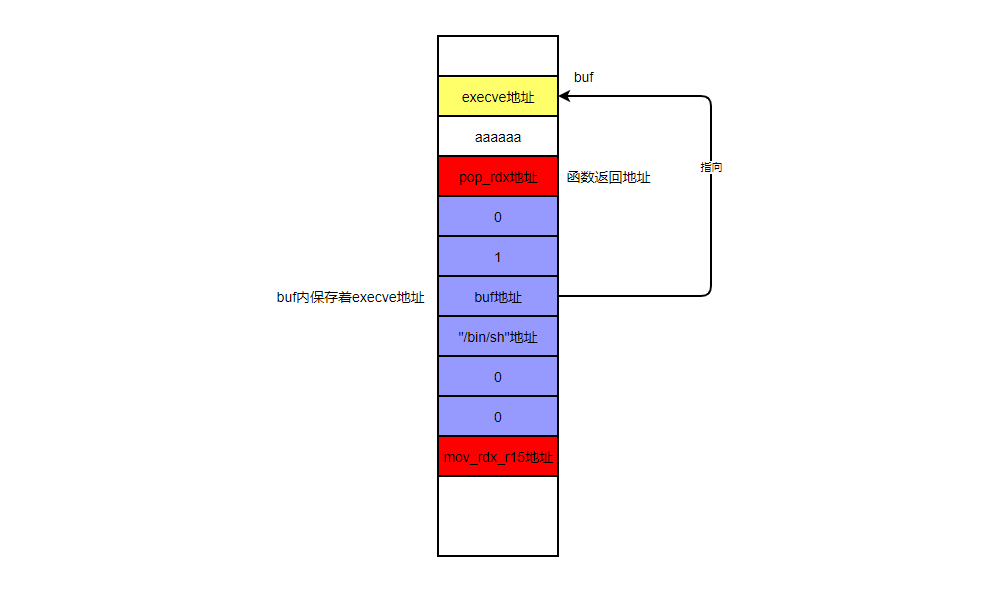 buf
execve地址
aaaaaa
指向
pop_rdx地址
函数返回地址
0
1
buf内保存着execve地址
buf地址
"/bin/sh"地址
0
0
mov_rdx_r15地址